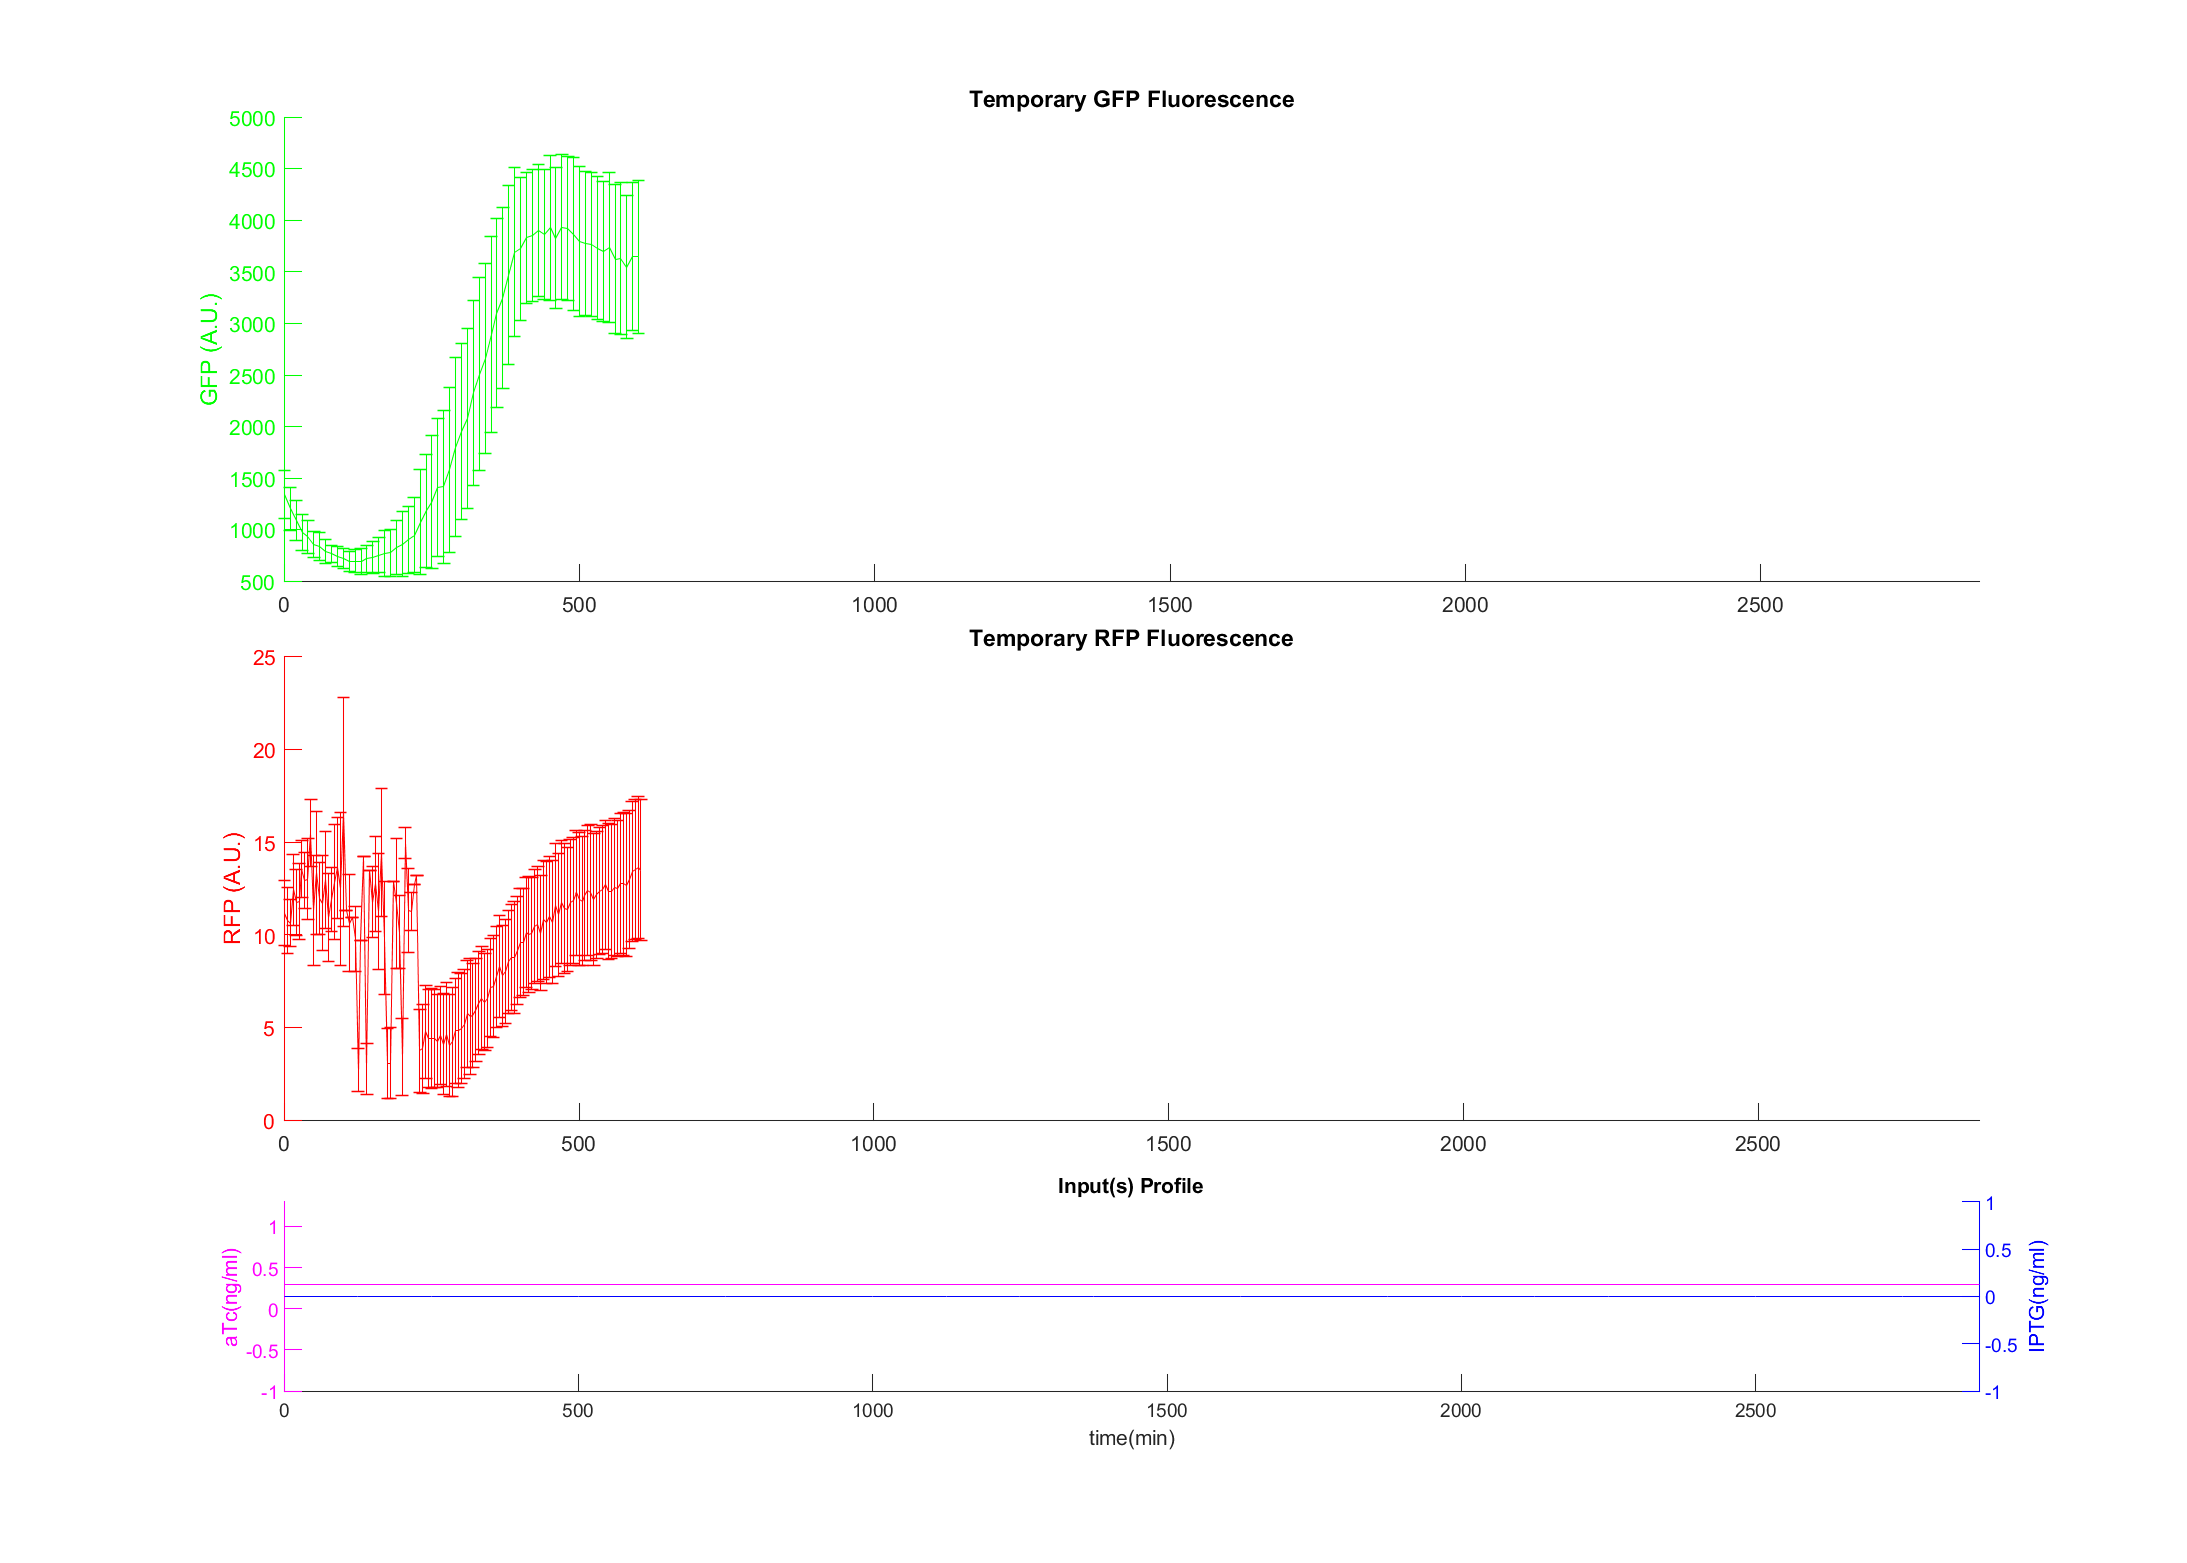 Temporary GFP Fluorescence
GFP (A.U.)
5000
4500
4000
3500
3000
2500
2000
1500
1000
500
0 500 1000 1500 2000 2500
Temporary RFP Fluorescence
RFP (A.U.)
25
20
15
10
5
0
0 500 1000 1500 2000 2500
Input(s) Profile
aTc(ng/ml)
1
0.5
0
-0.5
-1
1
0.5
0
-0.5
-1
IPTG(ng/ml)
0 500 1000 1500 2000 2500
time(min)